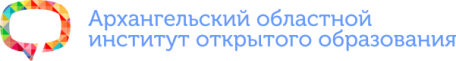 Архангельский областной
институт открытого образования